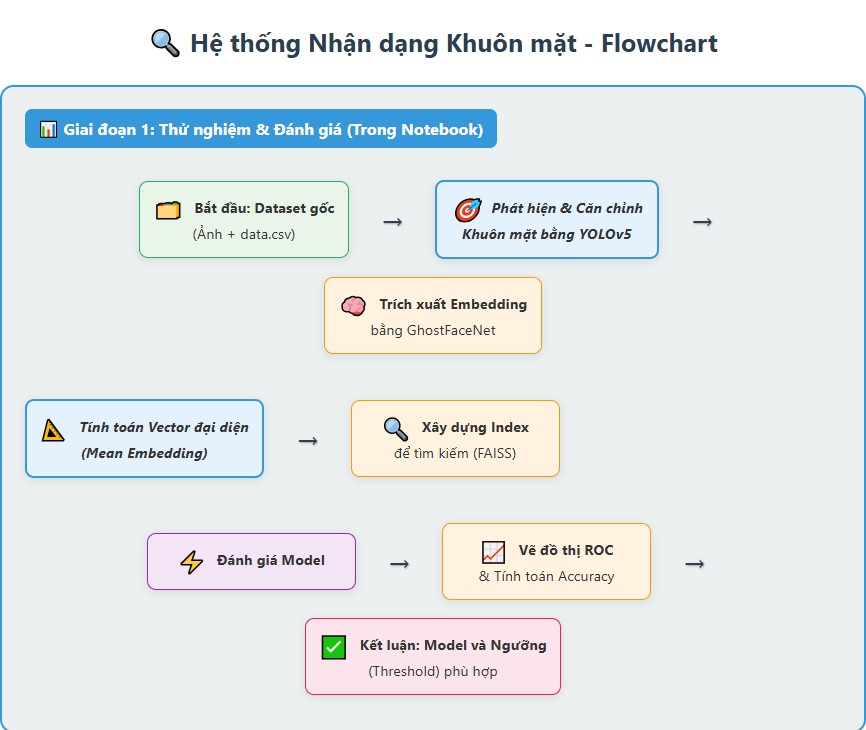 Hệ thống Nhận dạng Khuôn mặt - Flowchart
Giai đoạn 1: Thử nghiệm & Đánh giá (Trong Notebook)
Bắt đầu: Dataset gốc
(Ảnh + data.csv)
→
Phát hiện & Căn chỉnh
Khuôn mặt bằng YOLOv5
→
Trích xuất Embedding
bằng GhostFaceNet
Tính toán Vector đại diện
(Mean Embedding)
→
Xây dựng Index
để tìm kiếm (FAISS)
Đánh giá Model
→
Vẽ đồ thị ROC
& Tính toán Accuracy
→
Kết luận: Model và Ngưỡng
(Threshold) phù hợp